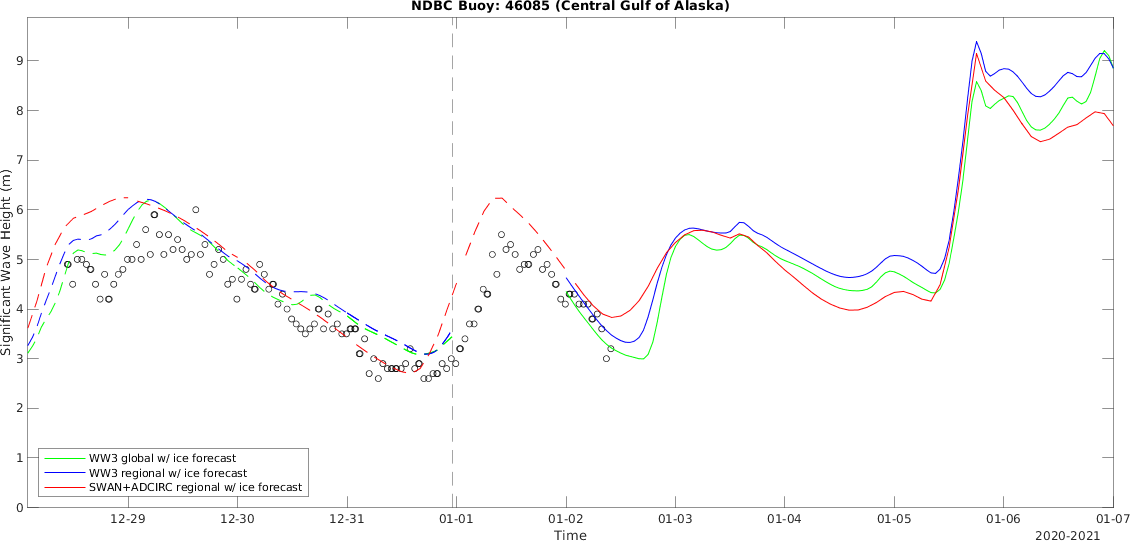 NDBC Buoy: 46085 (Central Gulf of Alaska)
Significant Wave Height (m)
9
8
7
6
5
4
3
2
1
0
WW3 global w/ ice forecast
WW3 regional w/ ice forecast
SWAN+ADCIRC regional w/ ice forecast
12-29 12-30 12-31 01-01 01-02 01-03 01-04 01-05 01-06 01-07
Time
2020-2021